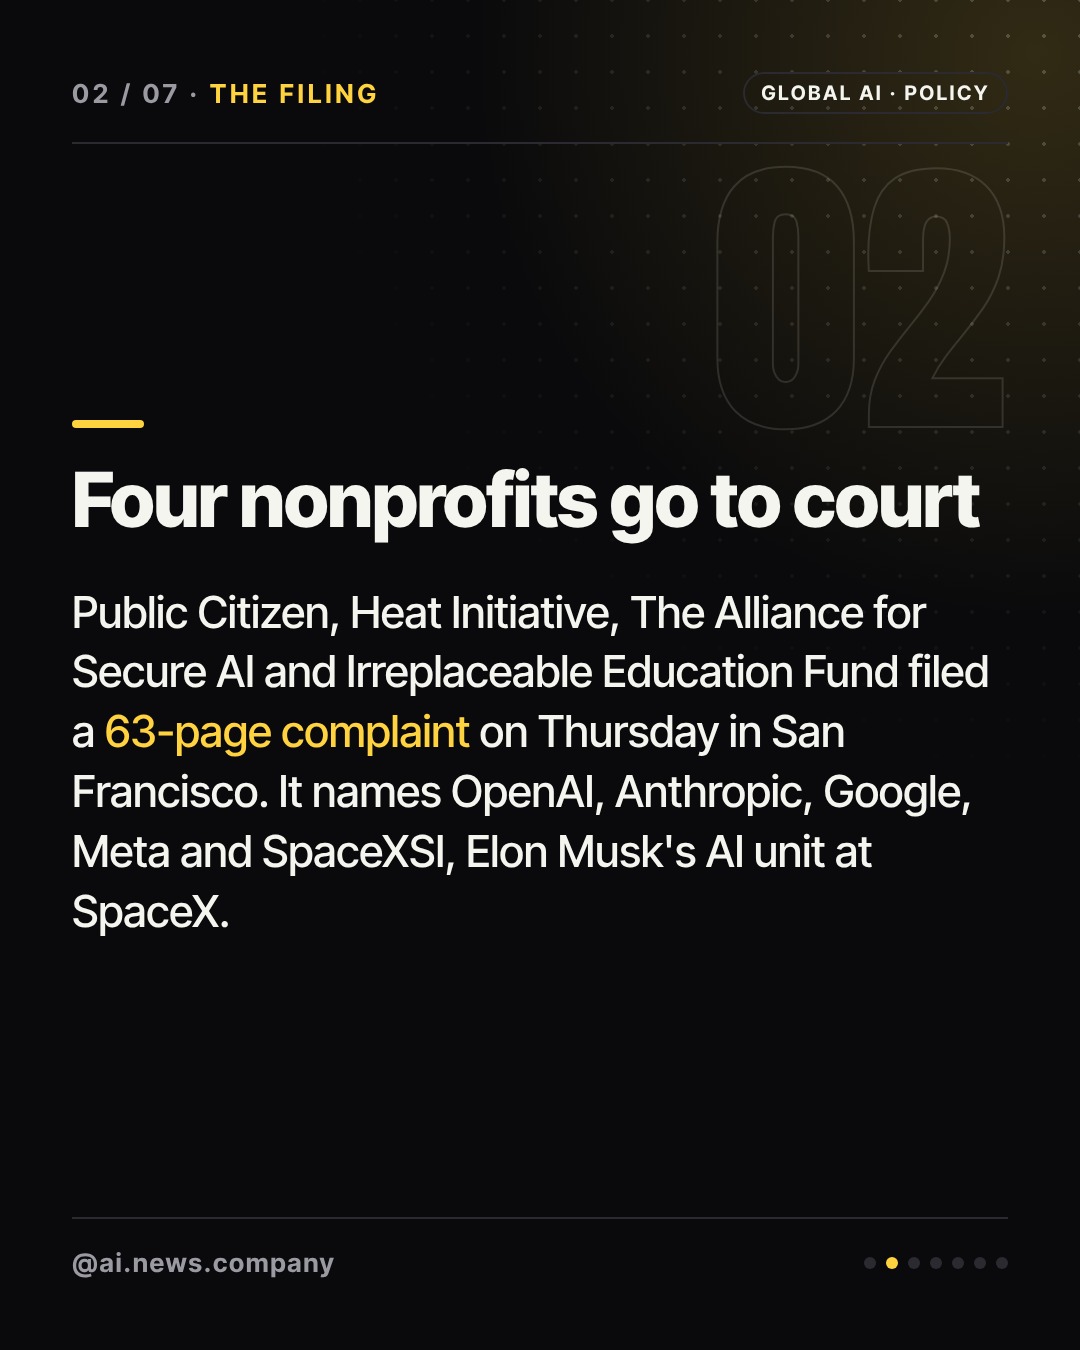 02 / 07 · THE FILING
GLOBAL AI · POLICY
02
Four nonprofits go to court
Public Citizen, Heat Initiative, The Alliance for
Secure AI and Irreplaceable Education Fund filed
a 63-page complaint on Thursday in San
Francisco. It names OpenAI, Anthropic, Google,
Meta and SpaceXSI, Elon Musk's AI unit at
SpaceX.
@ai.news.company